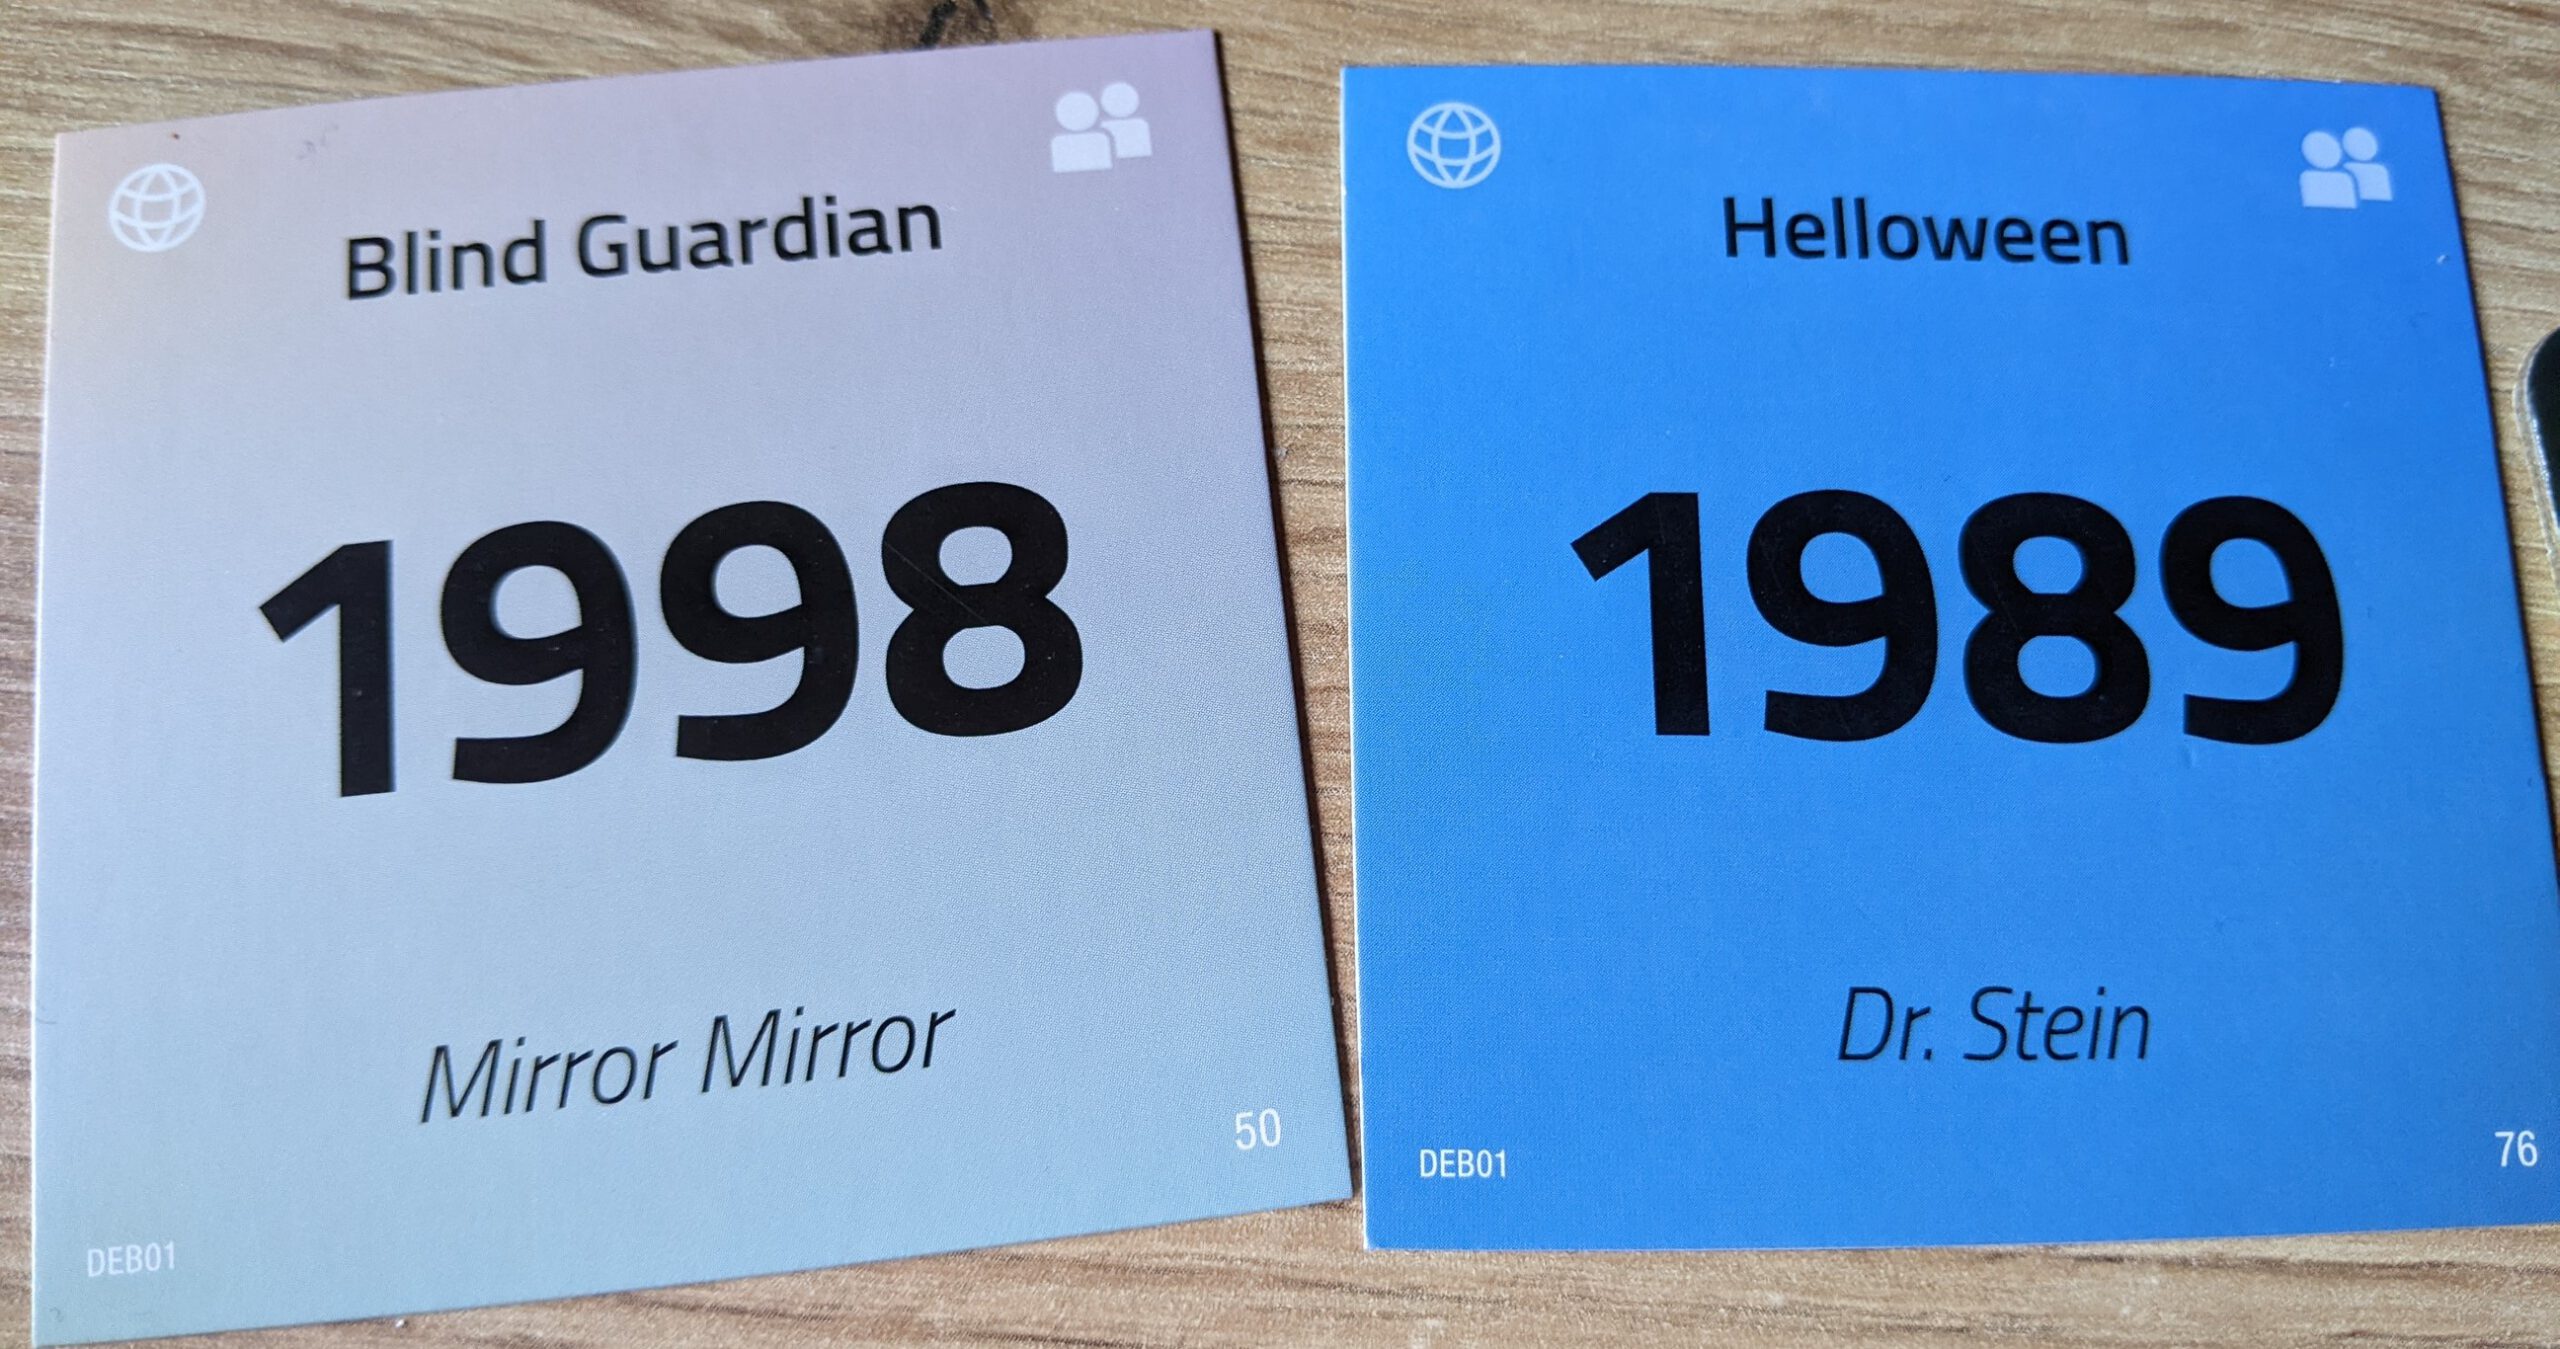 Blind Guardian
1998
Mirror Mirror
50
DEB01
Helloween
1989
Dr. Stein
DEB01
76